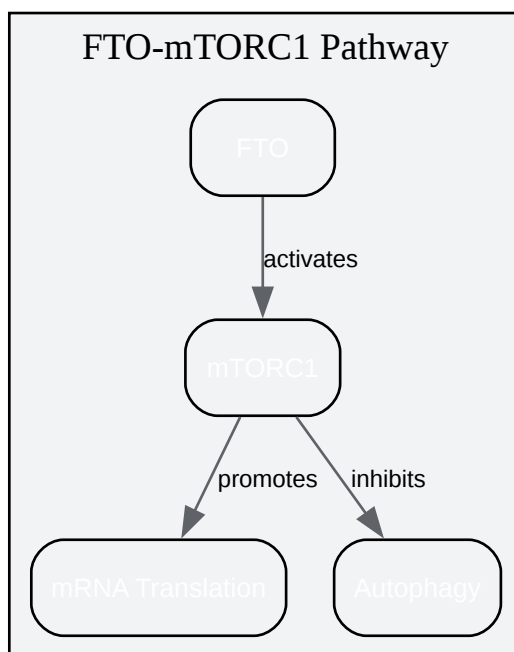 FTO-mTORC1 Pathway
FTO
activates
mTORC1
promotes
inhibits
mRNA Translation
Autophagy